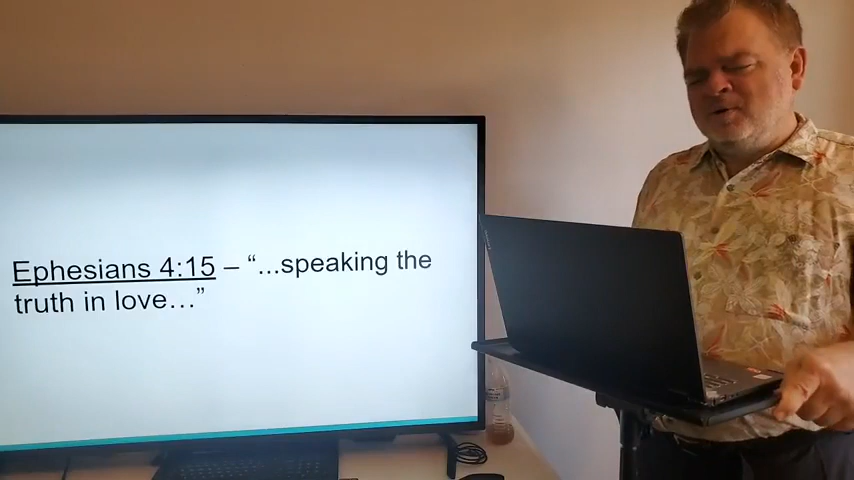 Ephesians 4:15 – “...speaking the
truth in love…”